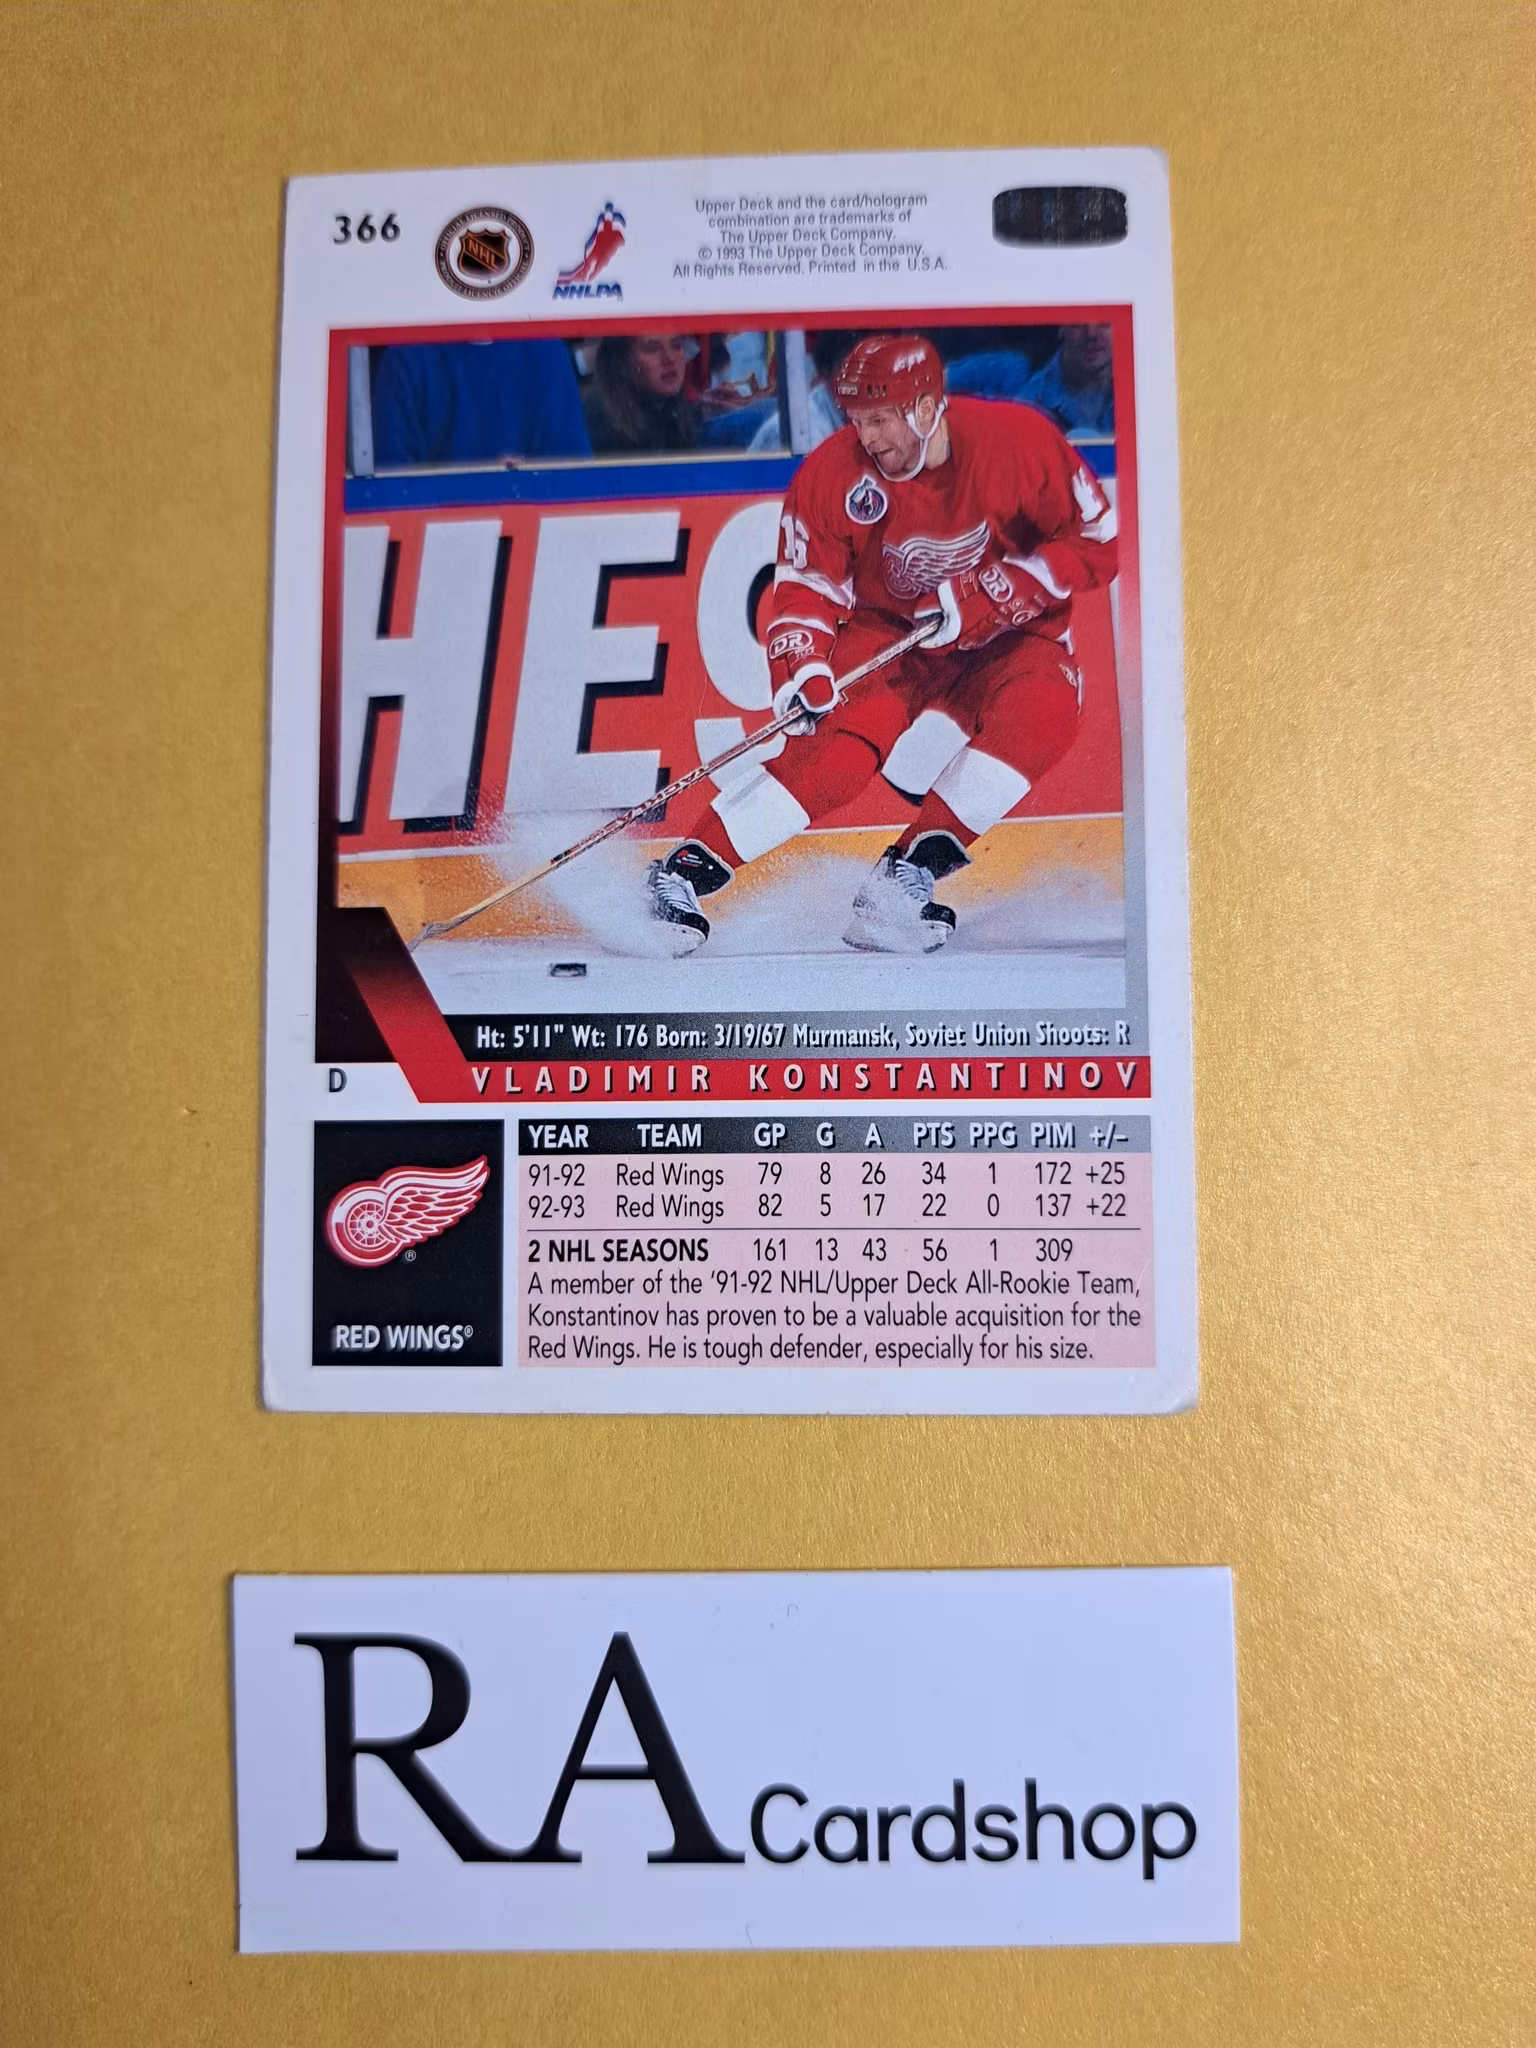 366
NHL
NHLPA
Upper Deck and the card/hologram
combination are trademarks of
The Upper Deck Company.
© 1993 The Upper Deck Company.
All Rights Reserved. Printed in the U.S.A.
HES
16
DR
DR
Ht: 5'11" Wt: 176 Born: 3/19/67 Murmansk, Soviet Union Shoots: R
D
VLADIMIR KONSTANTINOV
YEAR TEAM GP G A PTS PPG PIM +/–
91-92 Red Wings 79 8 26 34 1 172 +25
92-93 Red Wings 82 5 17 22 0 137 +22
2 NHL SEASONS 161 13 43 56 1 309
A member of the '91-92 NHL/Upper Deck All-Rookie Team,
Konstantinov has proven to be a valuable acquisition for the
Red Wings. He is tough defender, especially for his size.
®
RED WINGS®
RA Cardshop